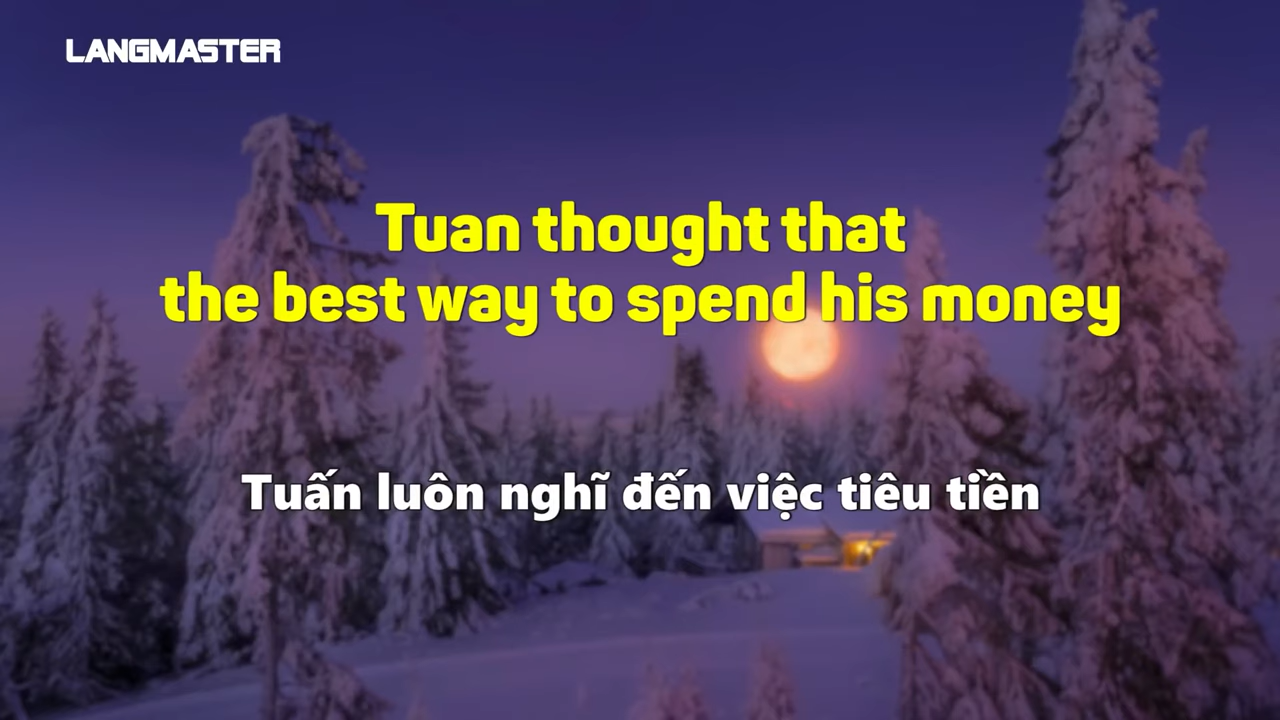 LANGMASTER
Tuan thought that
the best way to spend his money
Tuấn luôn nghĩ đến việc tiêu tiền